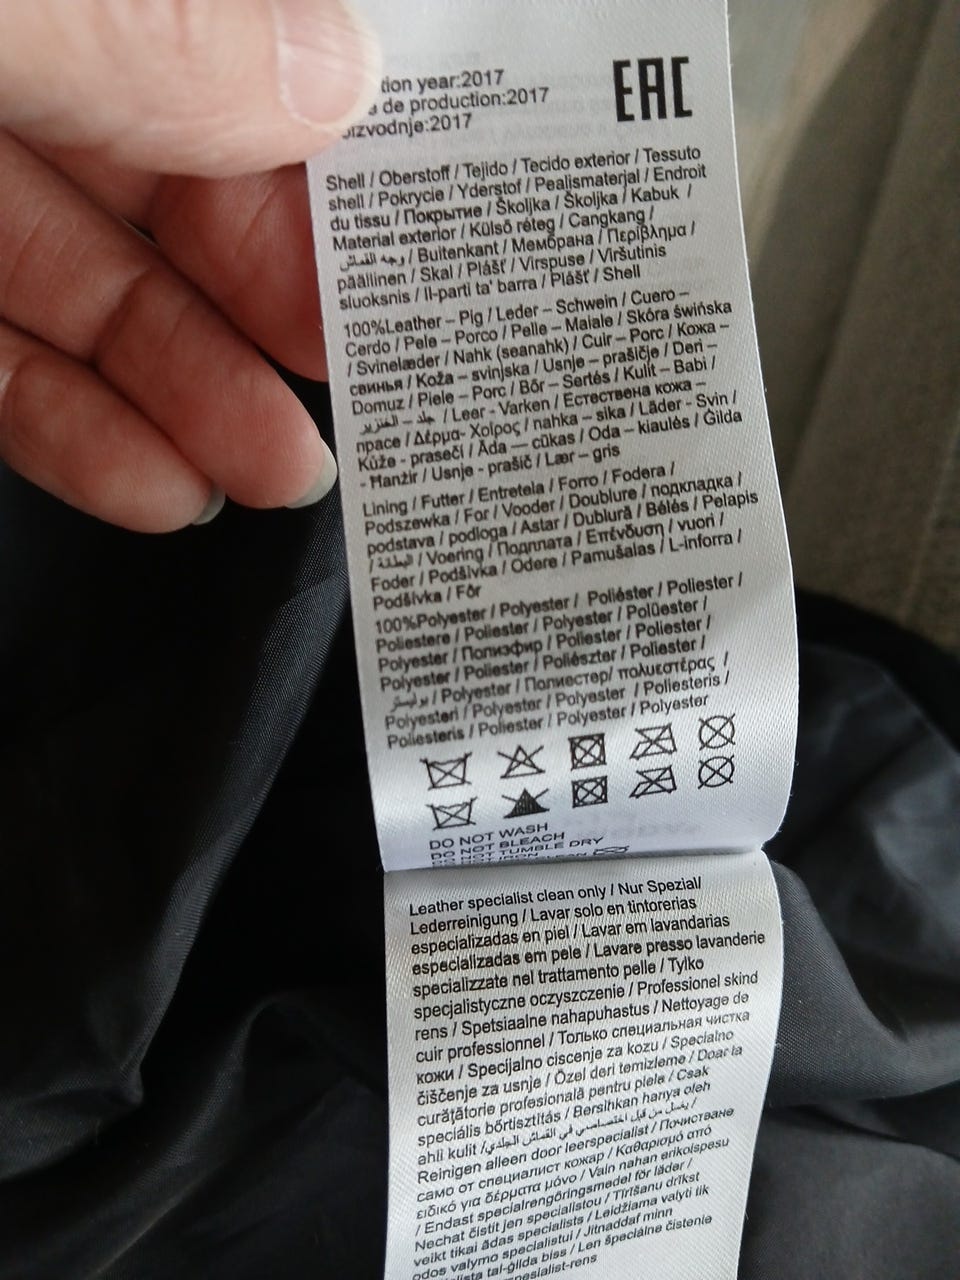 tion year:2017
de production:2017
izvodnje:2017
EAC
Shell / Oberstoff / Tejido / Tecido exterior / Tessuto
shell / Pokrycie / Yderstof / Pealismaterjal / Endroit
du tissu / Покрытие / Školjka / Školjka / Kabuk /
Material exterior / Külső réteg / Cangkang /
وجه القماش / Buitenkant / Мембрана / Περίβλημα /
päällinen / Skal / Plášť / Virspuse / Viršutinis
sluoksnis / Il-parti ta' barra / Plášť / Shell
100%Leather – Pig / Leder – Schwein / Cuero –
Cerdo / Pele – Porco / Pelle – Maiale / Skóra świńska
/ Svinelæder / Nahk (seanahk) / Cuir – Porc / Кожа –
свинья / Koža – svinjska / Usnje – prašičje / Deri –
Domuz / Piele – Porc / Bőr – Sertés / Kulit – Babi /
جلد – الخنزير / Leer - Varken / Естествена кожа –
прасе / Δέρμα- Χοίρος / nahka – sika / Läder - Svin /
Kůže - prasečí / Āda – cūkas / Oda – kiaulės / Ġilda
- Ħanżir / Usnje - prašič / Lær – gris
Lining / Futter / Entretela / Forro / Fodera /
Podszewka / For / Vooder / Doublure / подкладка /
podstava / podloga / Astar / Dublură / Bélés / Pelapis
/ البطانة / Voering / Подплата / Επένδυση / vuori /
Foder / Podšívka / Odere / Pamušalas / L-inforra /
Podšívka / Fôr
100%Polyester / Polyester / Poliéster / Poliester /
Poliestere / Poliester / Polyester / Polüester /
Polyester / Полиэфир / Poliester / Poliester /
Polyester / Poliester / Poliészter / Poliester /
بوليستر / Polyester / Полиестер/ πολυεστέρας /
Polyesteri / Polyester / Polyester / Poliesteris /
Poliesteris / Poliester / Polyester / Polyester
DO NOT WASH
DO NOT BLEACH
DO NOT TUMBLE DRY
Leather specialist clean only / Nur Spezial/
Lederreinigung / Lavar solo en tintorerias
especializadas en piel / Lavar em lavandarias
especializadas em pele / Lavare presso lavanderie
specializzate nel trattamento pelle / Tylko
specjalistyczne oczyszczenie / Professionel skind
rens / Spetsiaalne nahapuhastus / Nettoyage de
cuir professionnel / Только специальная чистка
кожи / Specijalno ciscenje za kozu / Specialno
čiščenje za usnje / Özel deri temizleme / Doar la
curățătorie profesională pentru piele / Csak
speciális bőrtisztítás / Bersihkan hanya oleh
ahli kulit / يغسل من قبل اختصاصي في القماش الجلدي /
Reinigen alleen door leerspecialist / Почистване
само от специалист кожар / Καθαρισμό από
ειδικό για δέρματα μόνο / Vain nahan erikoispesu
/ Endast specialrengöringsmedel för läder /
Nechat čistit jen specialistou / Tīrīšanu drīkst
veikt tikai ādas speciālists / Leidžiama valyti tik
odos valymo specialistui / Jitnaddaf minn
tal-ġilda biss / Len špeciálne čistenie
spesialist-rens